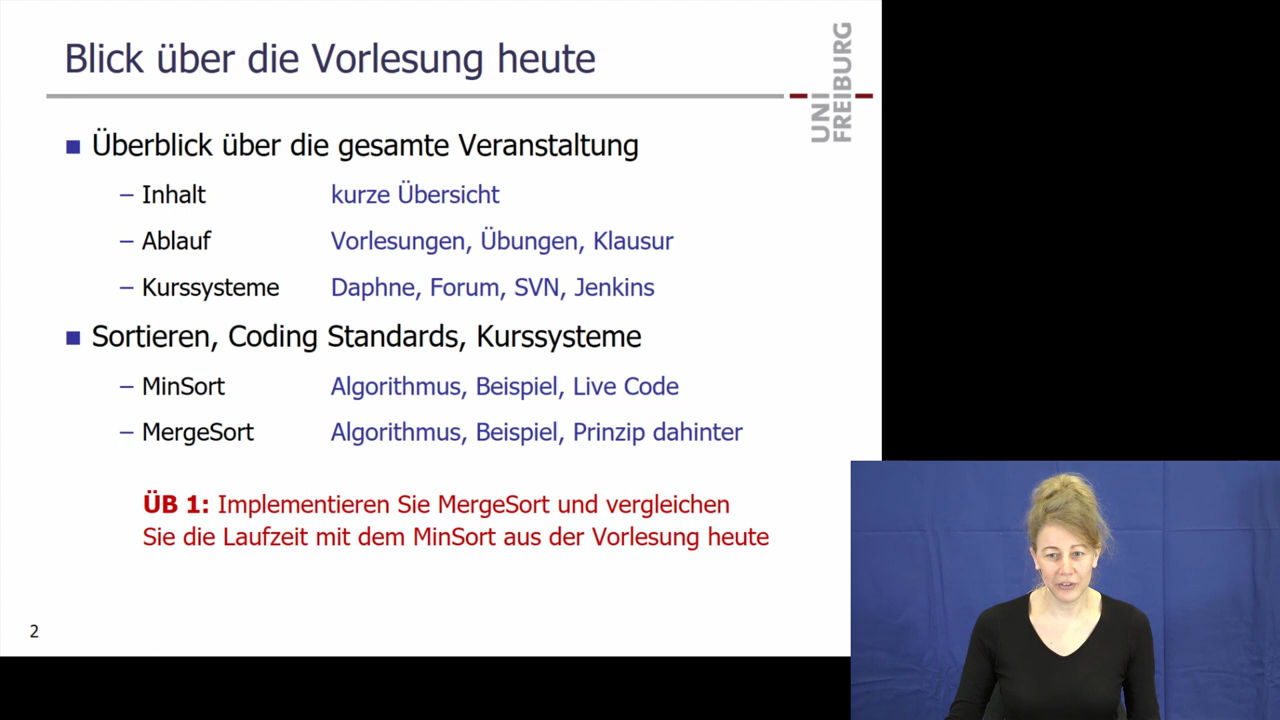 Blick über die Vorlesung heute
UNI
FREIBURG
Überblick über die gesamte Veranstaltung
– Inhalt kurze Übersicht
– Ablauf Vorlesungen, Übungen, Klausur
– Kurssysteme Daphne, Forum, SVN, Jenkins
Sortieren, Coding Standards, Kurssysteme
– MinSort Algorithmus, Beispiel, Live Code
– MergeSort Algorithmus, Beispiel, Prinzip dahinter
ÜB 1: Implementieren Sie MergeSort und vergleichen
Sie die Laufzeit mit dem MinSort aus der Vorlesung heute
2